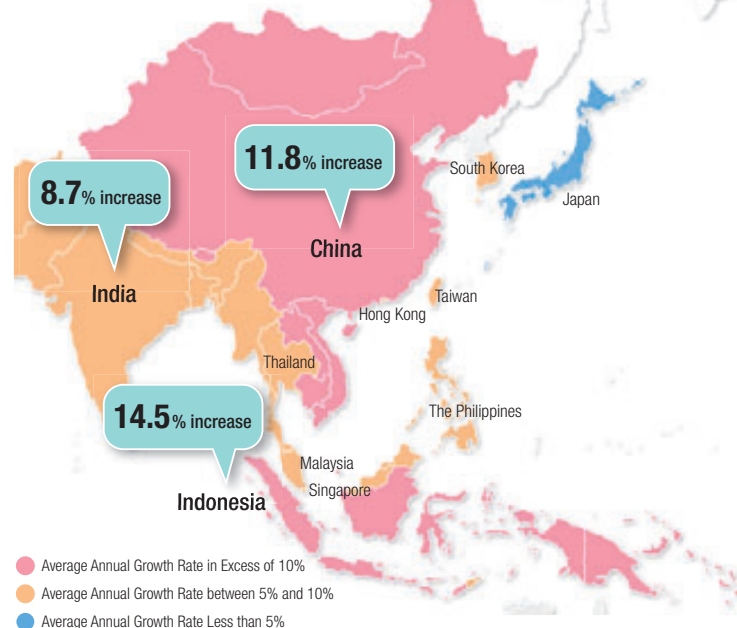 11.8% increase
8.7% increase
South Korea
Japan
China
India
Taiwan
Hong Kong
Thailand
14.5% increase
The Philippines
Malaysia
Singapore
Indonesia
Average Annual Growth Rate in Excess of 10%
Average Annual Growth Rate between 5% and 10%
Average Annual Growth Rate Less than 5%